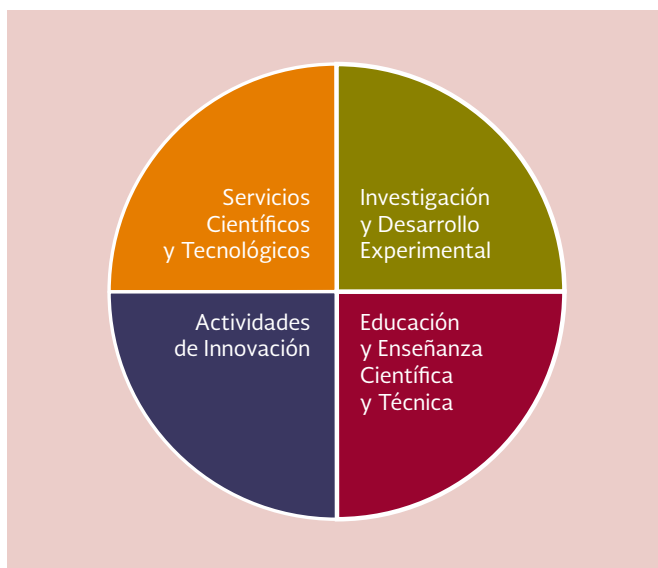 Servicios
Científicos
y Tecnológicos
Investigación
y Desarrollo
Experimental
Actividades
de Innovación
Educación
y Enseñanza
Científica
y Técnica